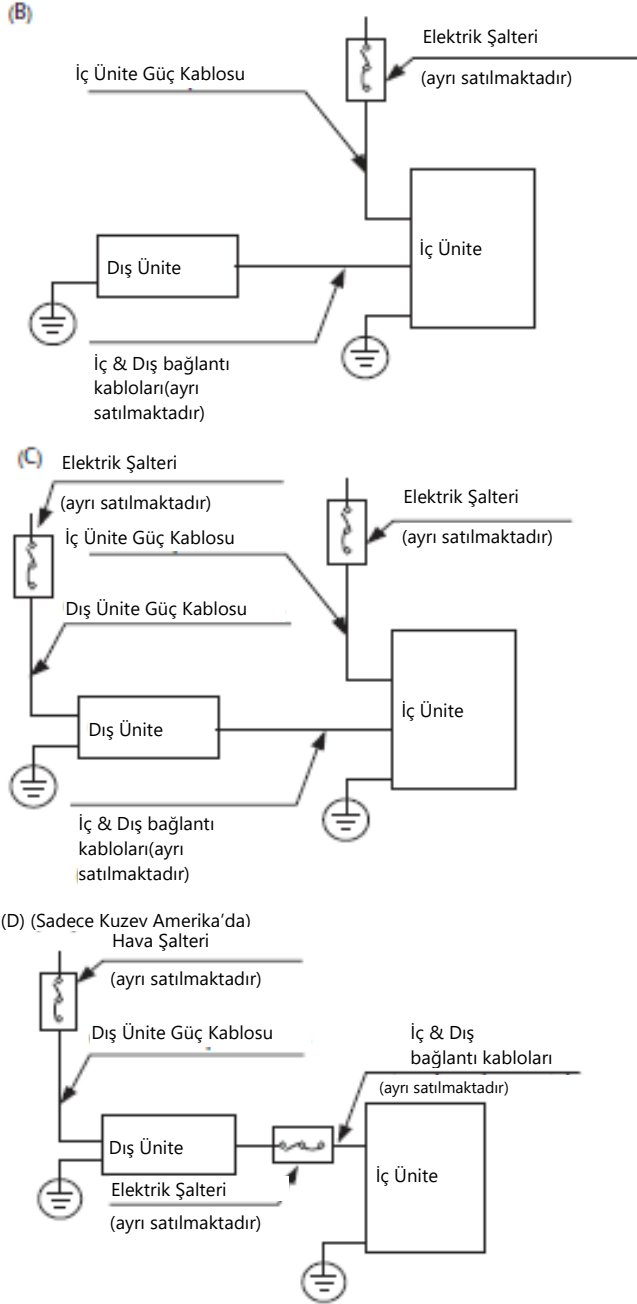 (B)
Elektrik Şalteri
(ayrı satılmaktadır)
İç Ünite Güç Kablosu
İç Ünite
Dış Ünite
İç & Dış bağlantı
kabloları(ayrı
satılmaktadır)
(C)
Elektrik Şalteri
(ayrı satılmaktadır)
Elektrik Şalteri
(ayrı satılmaktadır)
İç Ünite Güç Kablosu
Dış Ünite Güç Kablosu
İç Ünite
Dış Ünite
İç & Dış bağlantı
kabloları(ayrı
satılmaktadır)
(D) (Sadece Kuzey Amerika'da)
Hava Şalteri
(ayrı satılmaktadır)
Dış Ünite Güç Kablosu
İç & Dış
bağlantı kabloları
(ayrı satılmaktadır)
Dış Ünite
İç Ünite
Elektrik Şalteri
(ayrı satılmaktadır)